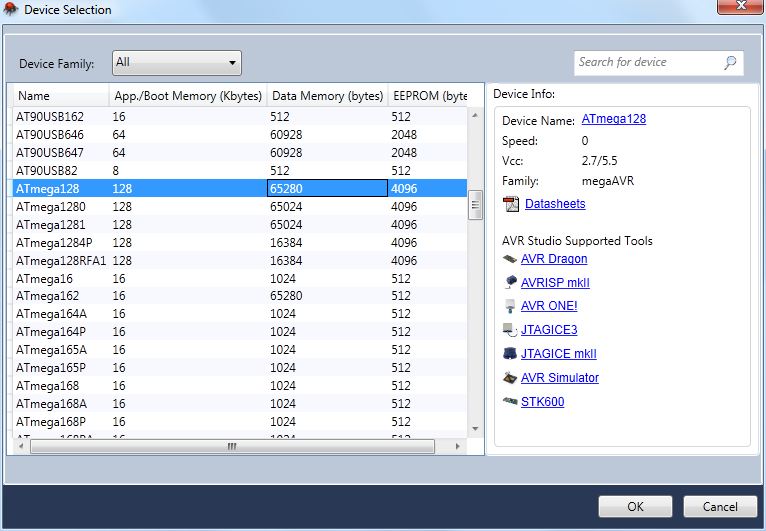 Device Selection
Device Family: All Search for device
Name App./Boot Memory (Kbytes) Data Memory (bytes) EEPROM (byte
AT90USB162 16 512 512
AT90USB646 64 60928 2048
AT90USB647 64 60928 2048
AT90USB82 8 512 512
ATmega128 128 65280 4096
ATmega1280 128 65024 4096
ATmega1281 128 65024 4096
ATmega1284P 128 16384 4096
ATmega128RFA1 128 16384 4096
ATmega16 16 1024 512
ATmega162 16 65280 512
ATmega164A 16 1024 512
ATmega164P 16 1024 512
ATmega165A 16 1024 512
ATmega165P 16 1024 512
ATmega168 16 1024 512
ATmega168A 16 1024 512
ATmega168P 16 1024 512
ATmega168PA 16 1024 512
Device Info:
Device Name: ATmega128
Speed: 0
Vcc: 2.7/5.5
Family: megaAVR
Datasheets
AVR Studio Supported Tools
AVR Dragon
AVRISP mkII
AVR ONE!
JTAGICE3
JTAGICE mkII
AVR Simulator
STK600
OK Cancel